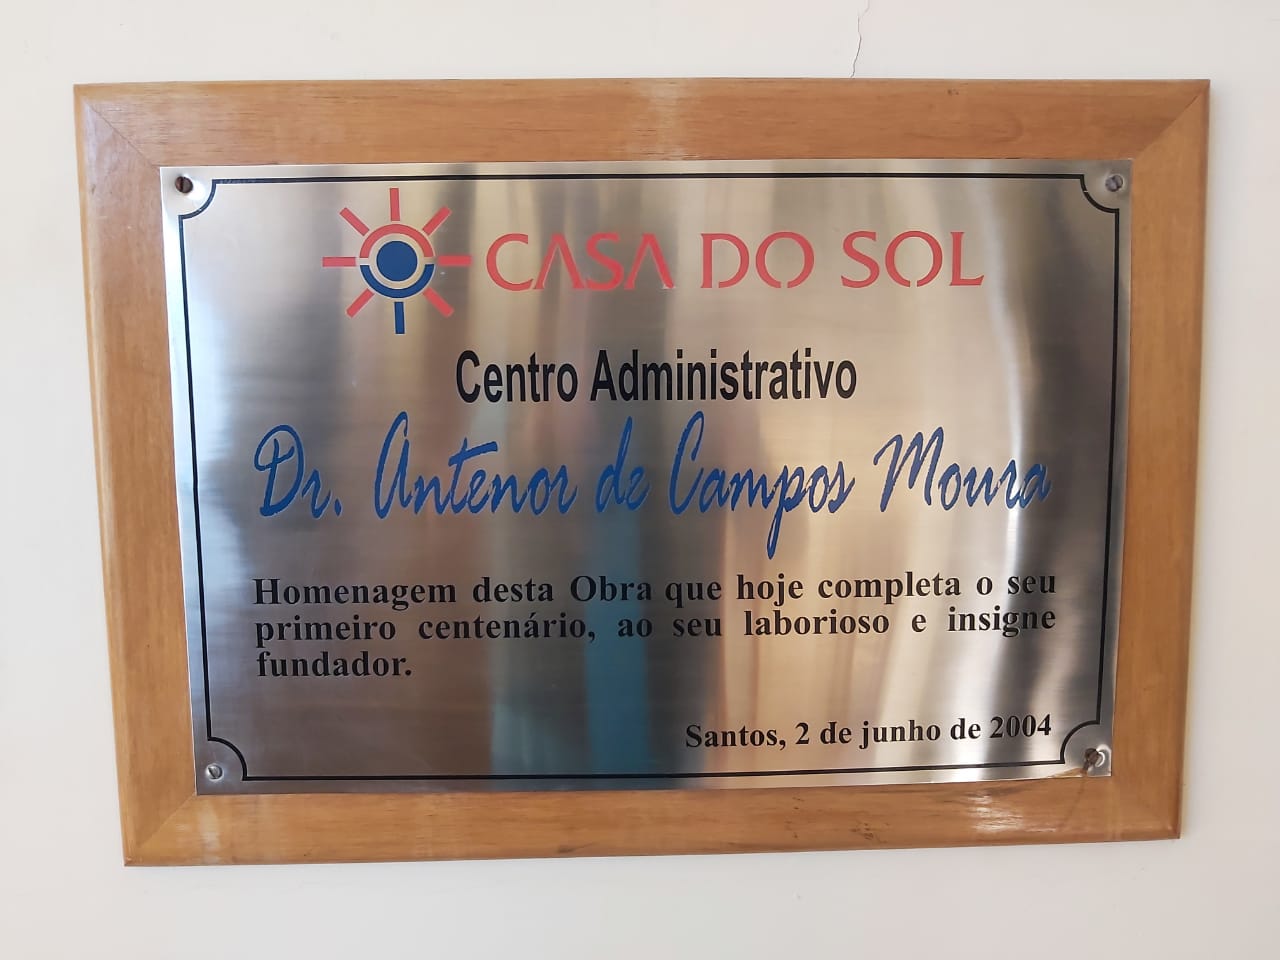 CASA DO SOL
Centro Administrativo
Dr. Antenor de Campos Moura
Homenagem desta Obra que hoje completa o seu
primeiro centenário, ao seu laborioso e insigne
fundador.
Santos, 2 de junho de 2004